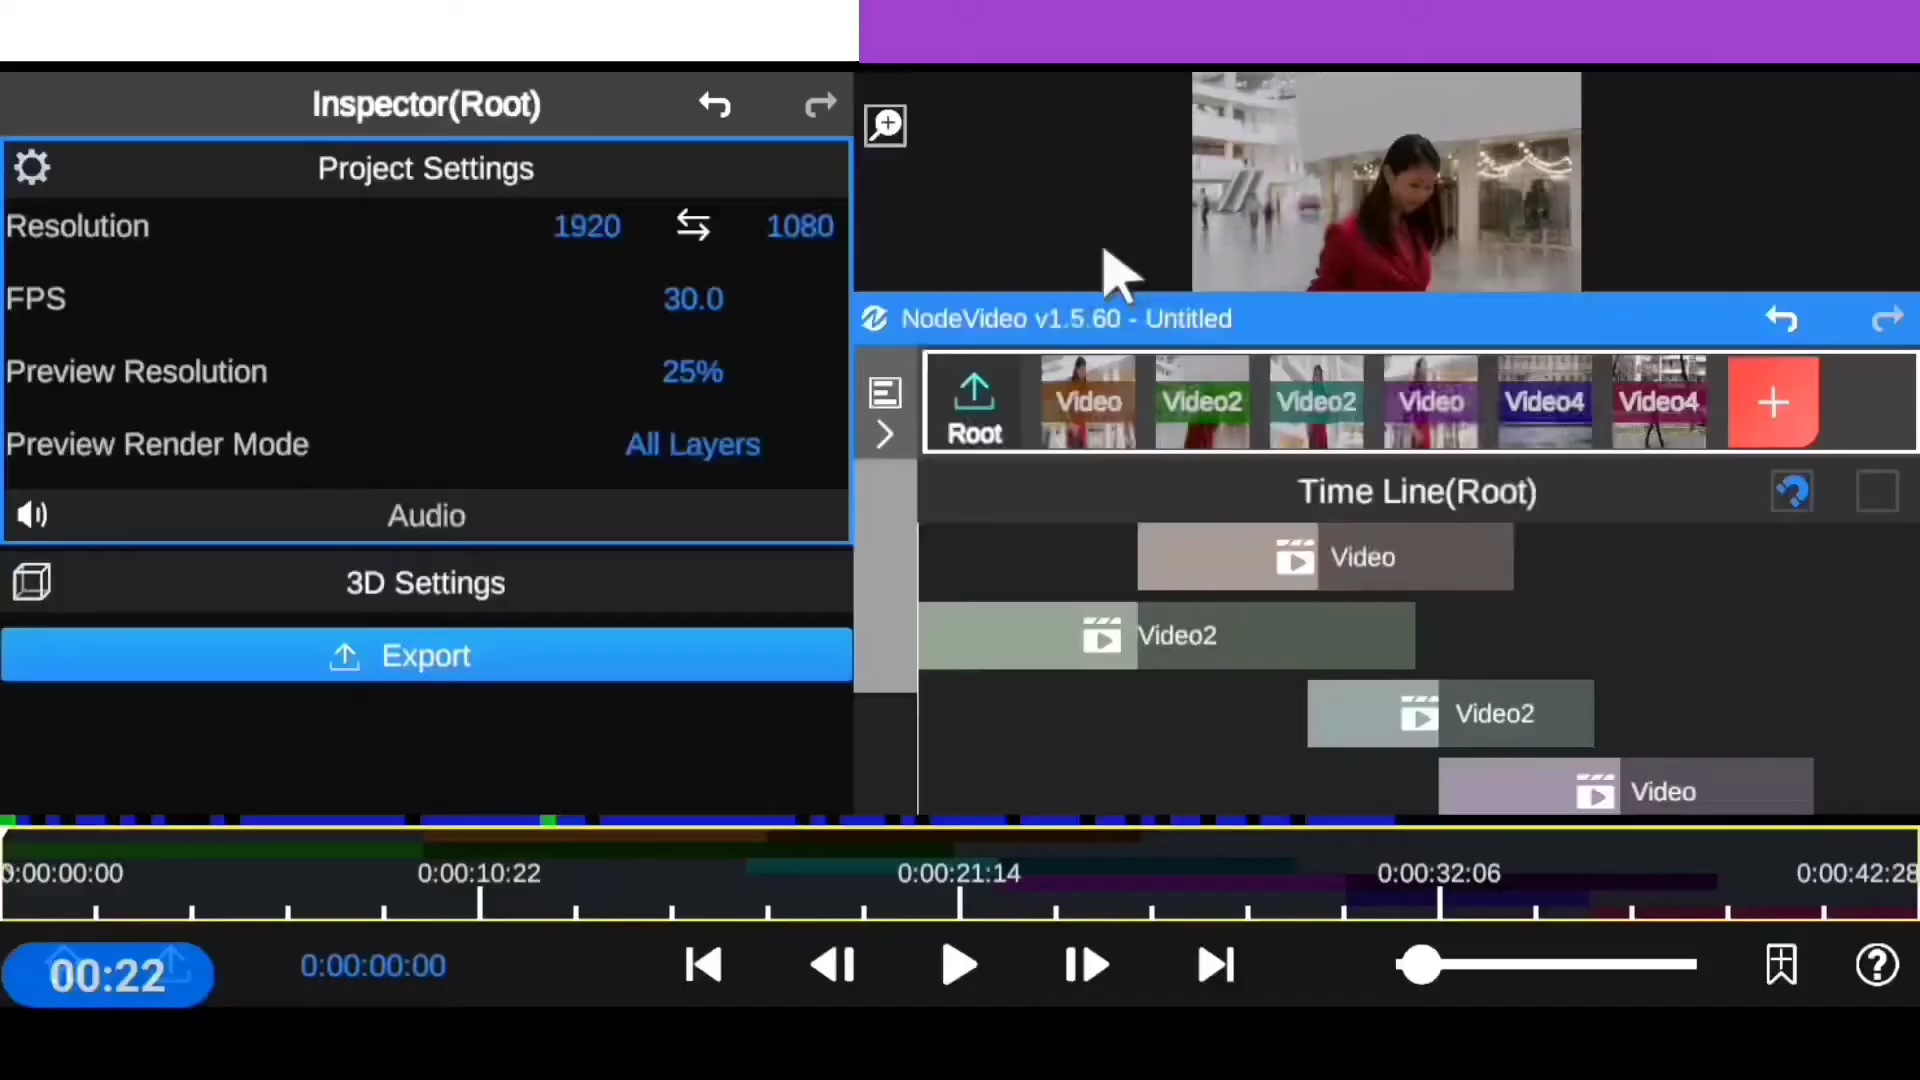 Inspector(Root)
Project Settings
Resolution 1920 1080
FPS 30.0
Preview Resolution 25%
Preview Render Mode All Layers
Audio
3D Settings
Export
NodeVideo v1.5.60 - Untitled
Root Video Video2 Video2 Video Video4 Video4
Time Line(Root)
Video
Video2
Video2
Video
0:00:00:00 0:00:10:22 0:00:21:14 0:00:32:06 0:00:42:28
00:22 0:00:00:00